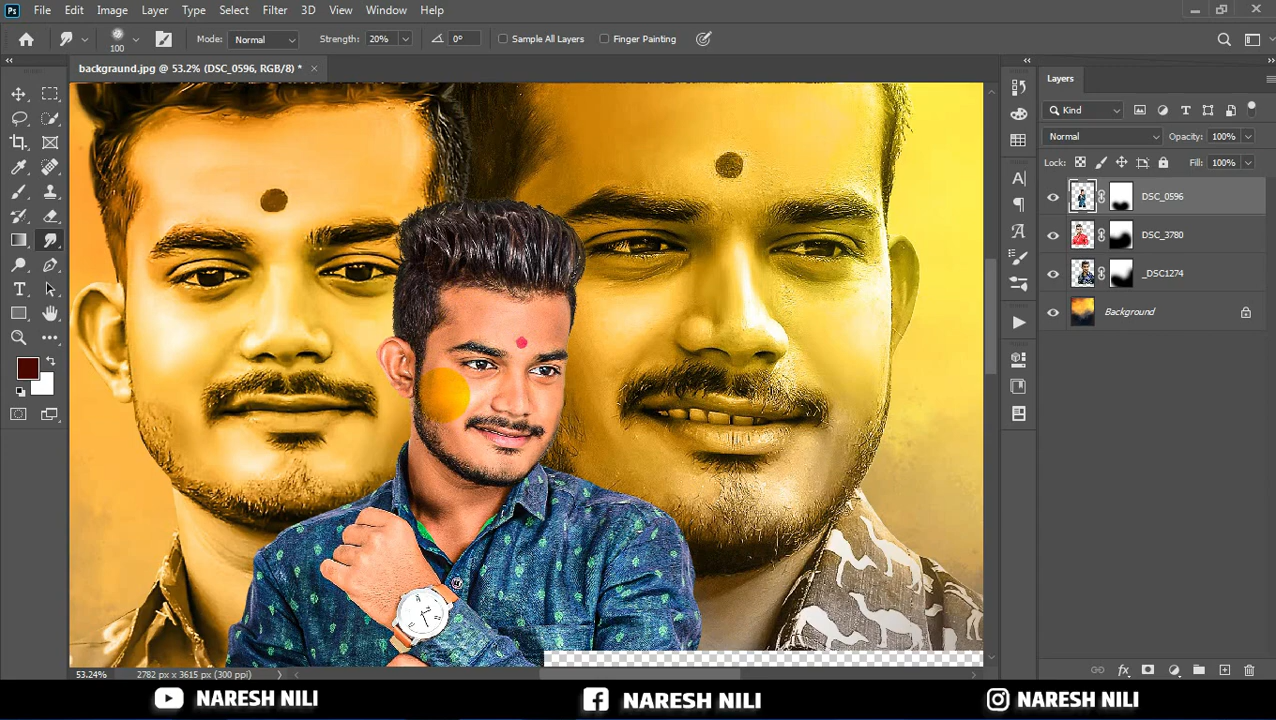 Ps File Edit Image Layer Type Select Filter 3D View Window Help
100 Mode: Normal Strength: 20% 0° Sample All Layers Finger Painting
backgraund.jpg @ 53.2% (DSC_0596, RGB/8) * ×
Layers
Kind
Normal Opacity: 100%
Lock: Fill: 100%
DSC_0596
DSC_3780
_DSC1274
Background
53.24% 2782 px x 3615 px (300 ppi)
NARESH NILI NARESH NILI NARESH NILI